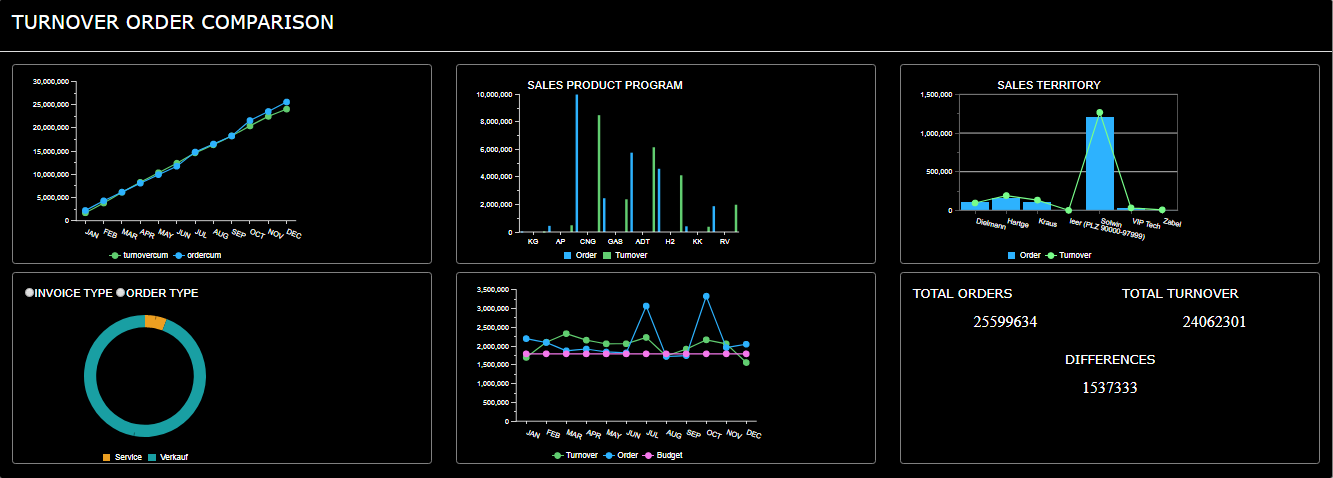 TURNOVER ORDER COMPARISON
30,000,000
25,000,000
20,000,000
15,000,000
10,000,000
5,000,000
0
JAN FEB MAR APR MAY JUN JUL AUG SEP OCT NOV DEC
turnovercum ordercum
SALES PRODUCT PROGRAM
10,000,000
8,000,000
6,000,000
4,000,000
2,000,000
0
KG AP CNG GAB ADT H2 KK RV
Order Turnover
SALES TERRITORY
1,500,000
1,000,000
500,000
0
Dielmann Hartge Kraus leer (PLZ 90000-97999) Solwin VIP Tech Zabel
Order Turnover
INVOICE TYPE ORDER TYPE
Service Verkauf
3,500,000
3,000,000
2,500,000
2,000,000
1,500,000
1,000,000
500,000
0
JAN FEB MAR APR MAY JUN JUL AUG SEP OCT NOV DEC
Turnover Order Budget
TOTAL ORDERS TOTAL TURNOVER
25599634 24062301
DIFFERENCES
1537333